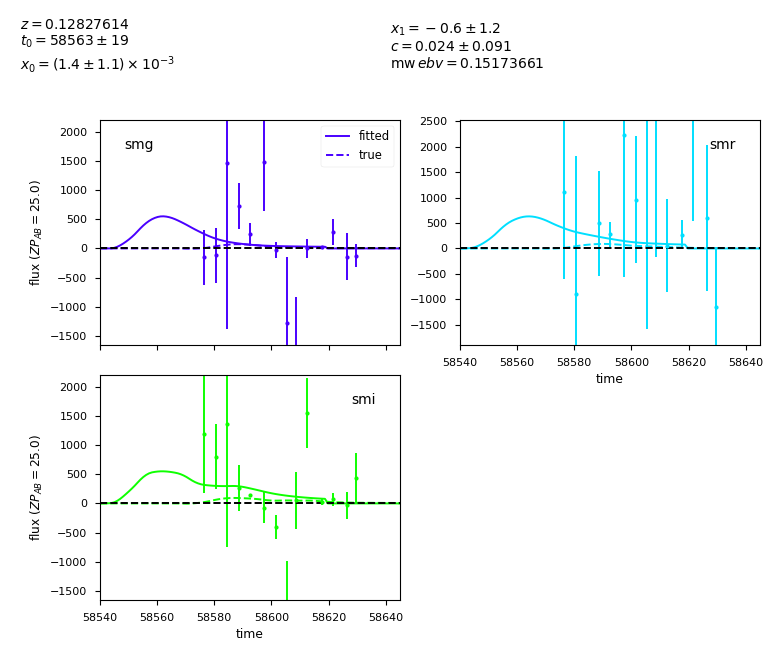 z = 0.12827614
t₀ = 58563 ± 19
x₀ = (1.4 ± 1.1) × 10⁻³
x₁ = −0.6 ± 1.2
c = 0.024 ± 0.091
mw ebv = 0.15173661
smg
fitted
true
2000
1500
1000
500
0
−500
−1000
−1500
flux (ZP_AB = 25.0)
smr
2500
2000
1500
1000
500
0
−500
−1000
−1500
58540 58560 58580 58600 58620 58640
time
smi
2000
1500
1000
500
0
−500
−1000
−1500
flux (ZP_AB = 25.0)
58540 58560 58580 58600 58620 58640
time